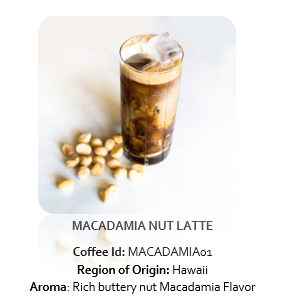 MACADAMIA NUT LATTE
Coffee Id: MACADAMIA01
Region of Origin: Hawaii
Aroma: Rich buttery nut Macadamia Flavor